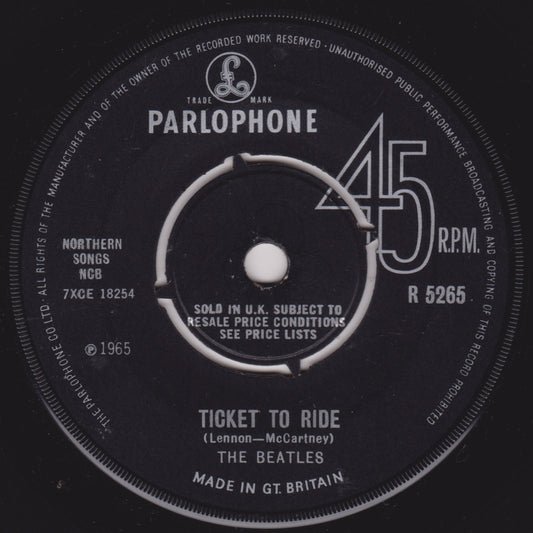 THE PARLOPHONE CO. LTD. ALL RIGHTS OF THE MANUFACTURER AND OF THE OWNER OF THE RECORDED WORK RESERVED · UNAUTHORISED PUBLIC PERFORMANCE BROADCASTING AND COPYING OF THIS RECORD PROHIBITED
£
TRADE MARK
PARLOPHONE
45 R.P.M.
NORTHERN
SONGS
NCB
7XCE 18254
R 5265
SOLD IN U.K. SUBJECT TO
RESALE PRICE CONDITIONS
SEE PRICE LISTS
℗ 1965
TICKET TO RIDE
(Lennon—McCartney)
THE BEATLES
MADE IN GT. BRITAIN